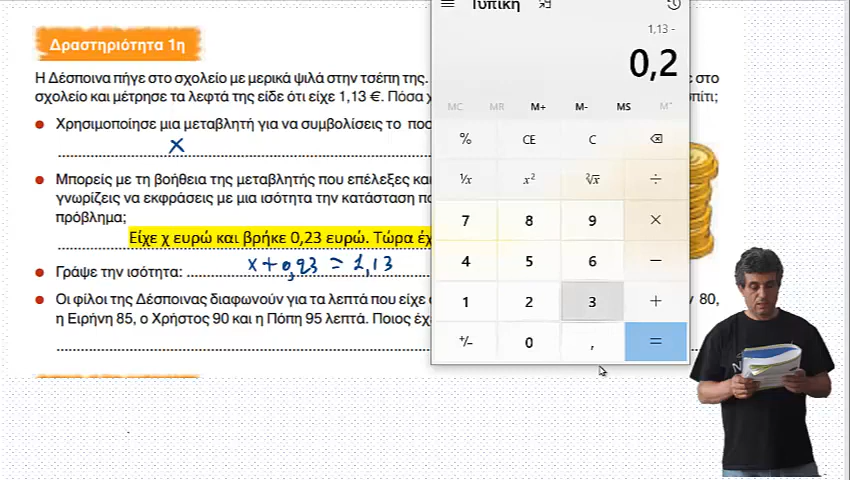 Δραστηριότητα 1η
Η Δέσποινα πήγε στο σχολείο με μερικά ψιλά στην τσέπη της.
στο
σχολείο και μέτρησε τα λεφτά της είδε ότι είχε 1,13 €. Πόσα
σπίτι;
Χρησιμοποίησε μια μεταβλητή για να συμβολίσεις το
x
Μπορείς με τη βοήθεια της μεταβλητής που επέλεξες και
γνωρίζεις να εκφράσεις με μια ισότητα την κατάσταση
πρόβλημα;
Είχε χ ευρώ και βρήκε 0,23 ευρώ. Τώρα
Γράψε την ισότητα:
x + 0,23 = 1,13
Οι φίλοι της Δέσποινας διαφωνούν για τα λεπτά που είχε
80,
η Ειρήνη 85, ο Χρήστος 90 και η Πόπη 95 λεπτά. Ποιος
Τυπική
1,13 -
0,2
MC MR M+ M- MS
% CE C ⌫
¹/x x² ²√x ÷
7 8 9 ×
4 5 6 −
1 2 3 +
+/− 0 , =